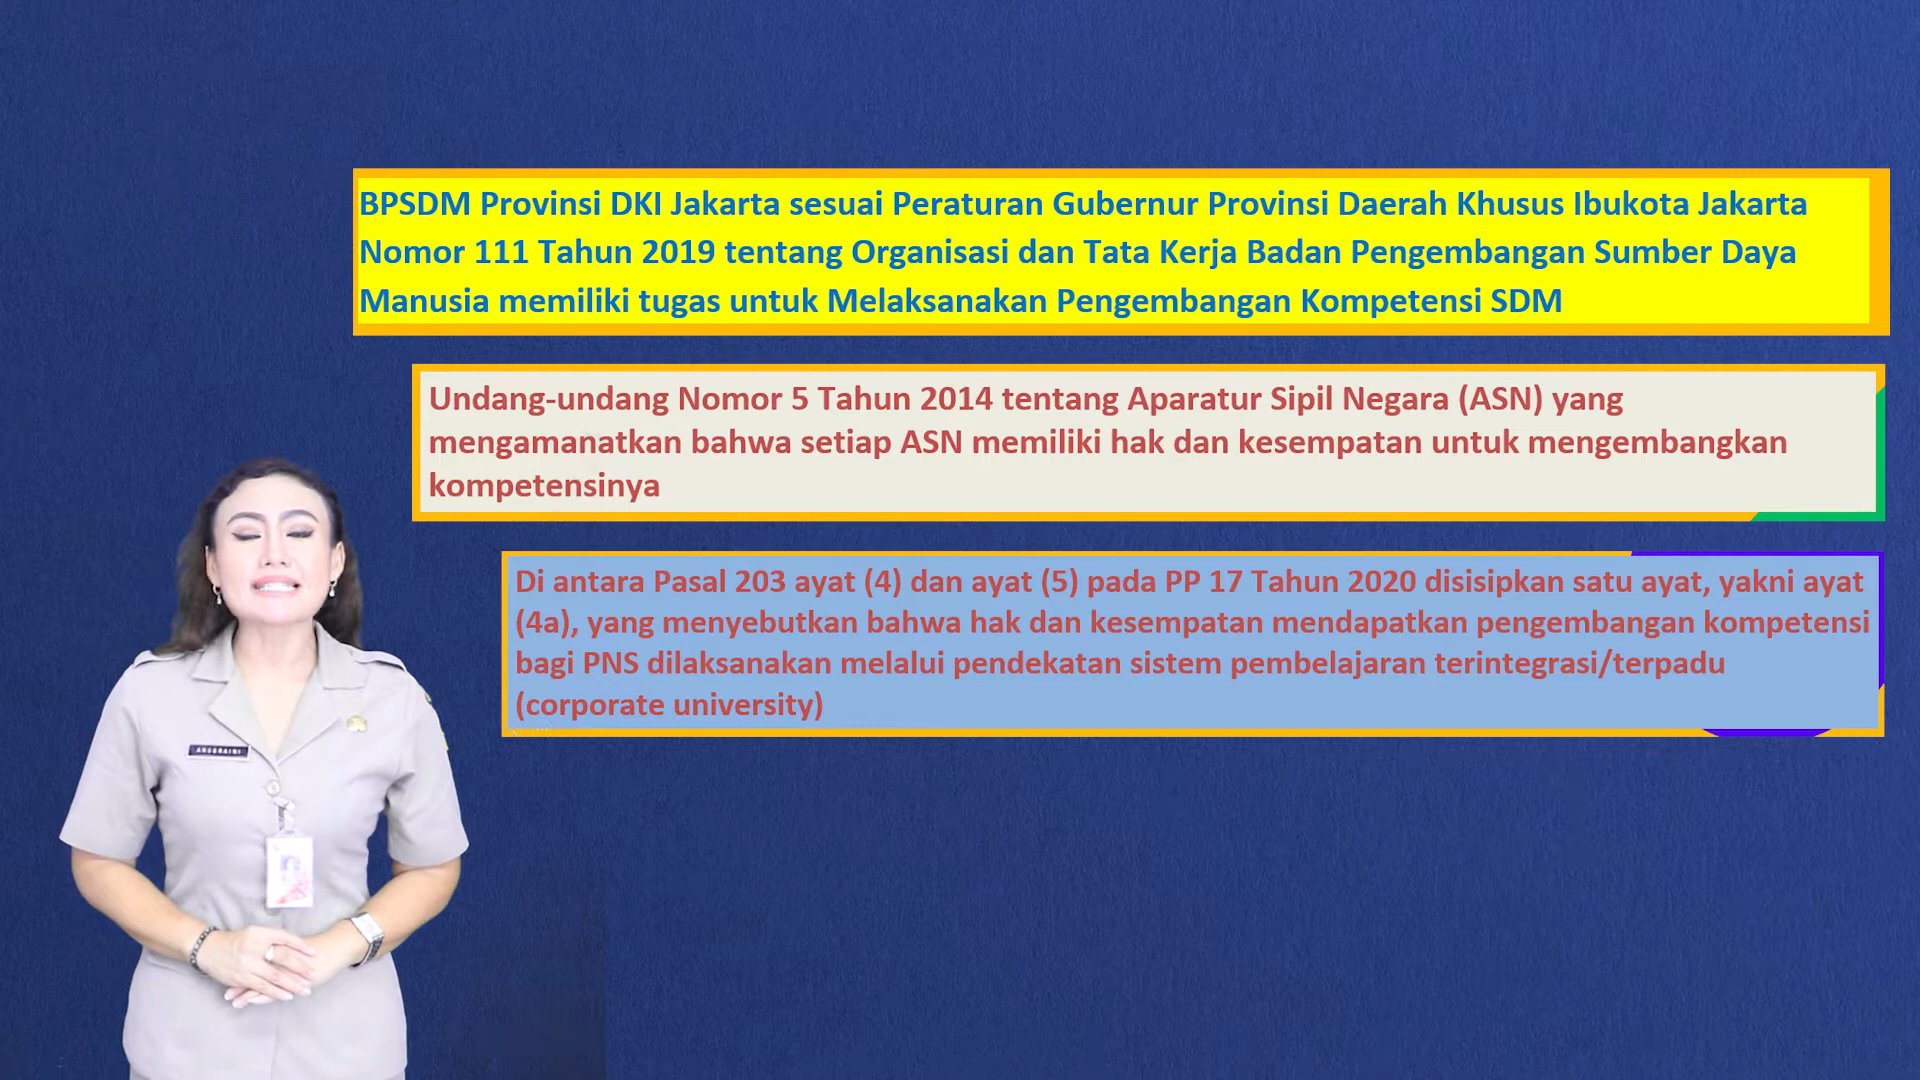 BPSDM Provinsi DKI Jakarta sesuai Peraturan Gubernur Provinsi Daerah Khusus Ibukota Jakarta
Nomor 111 Tahun 2019 tentang Organisasi dan Tata Kerja Badan Pengembangan Sumber Daya
Manusia memiliki tugas untuk Melaksanakan Pengembangan Kompetensi SDM
Undang-undang Nomor 5 Tahun 2014 tentang Aparatur Sipil Negara (ASN) yang
mengamanatkan bahwa setiap ASN memiliki hak dan kesempatan untuk mengembangkan
kompetensinya
Di antara Pasal 203 ayat (4) dan ayat (5) pada PP 17 Tahun 2020 disisipkan satu ayat, yakni ayat
(4a), yang menyebutkan bahwa hak dan kesempatan mendapatkan pengembangan kompetensi
bagi PNS dilaksanakan melalui pendekatan sistem pembelajaran terintegrasi/terpadu
(corporate university)
ANGGRAINI